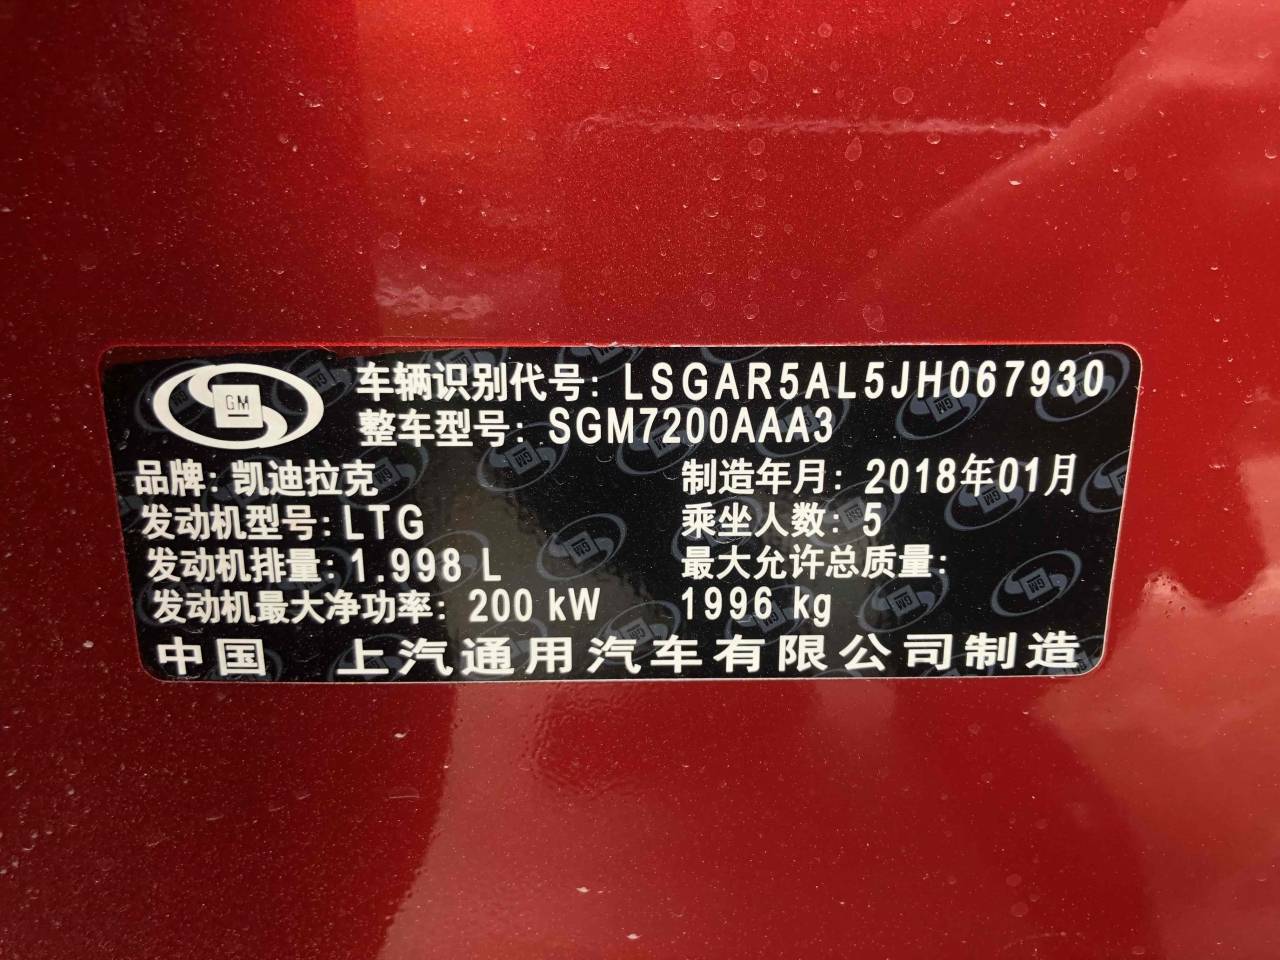 GM
车辆识别代号: LSGAR5AL5JH067930
整车型号: SGM7200AAA3
品牌: 凯迪拉克
制造年月: 2018年01月
发动机型号: LTG
乘坐人数: 5
发动机排量: 1.998 L
最大允许总质量:
发动机最大净功率: 200 kW
1996 kg
中国 上汽通用汽车有限公司制造